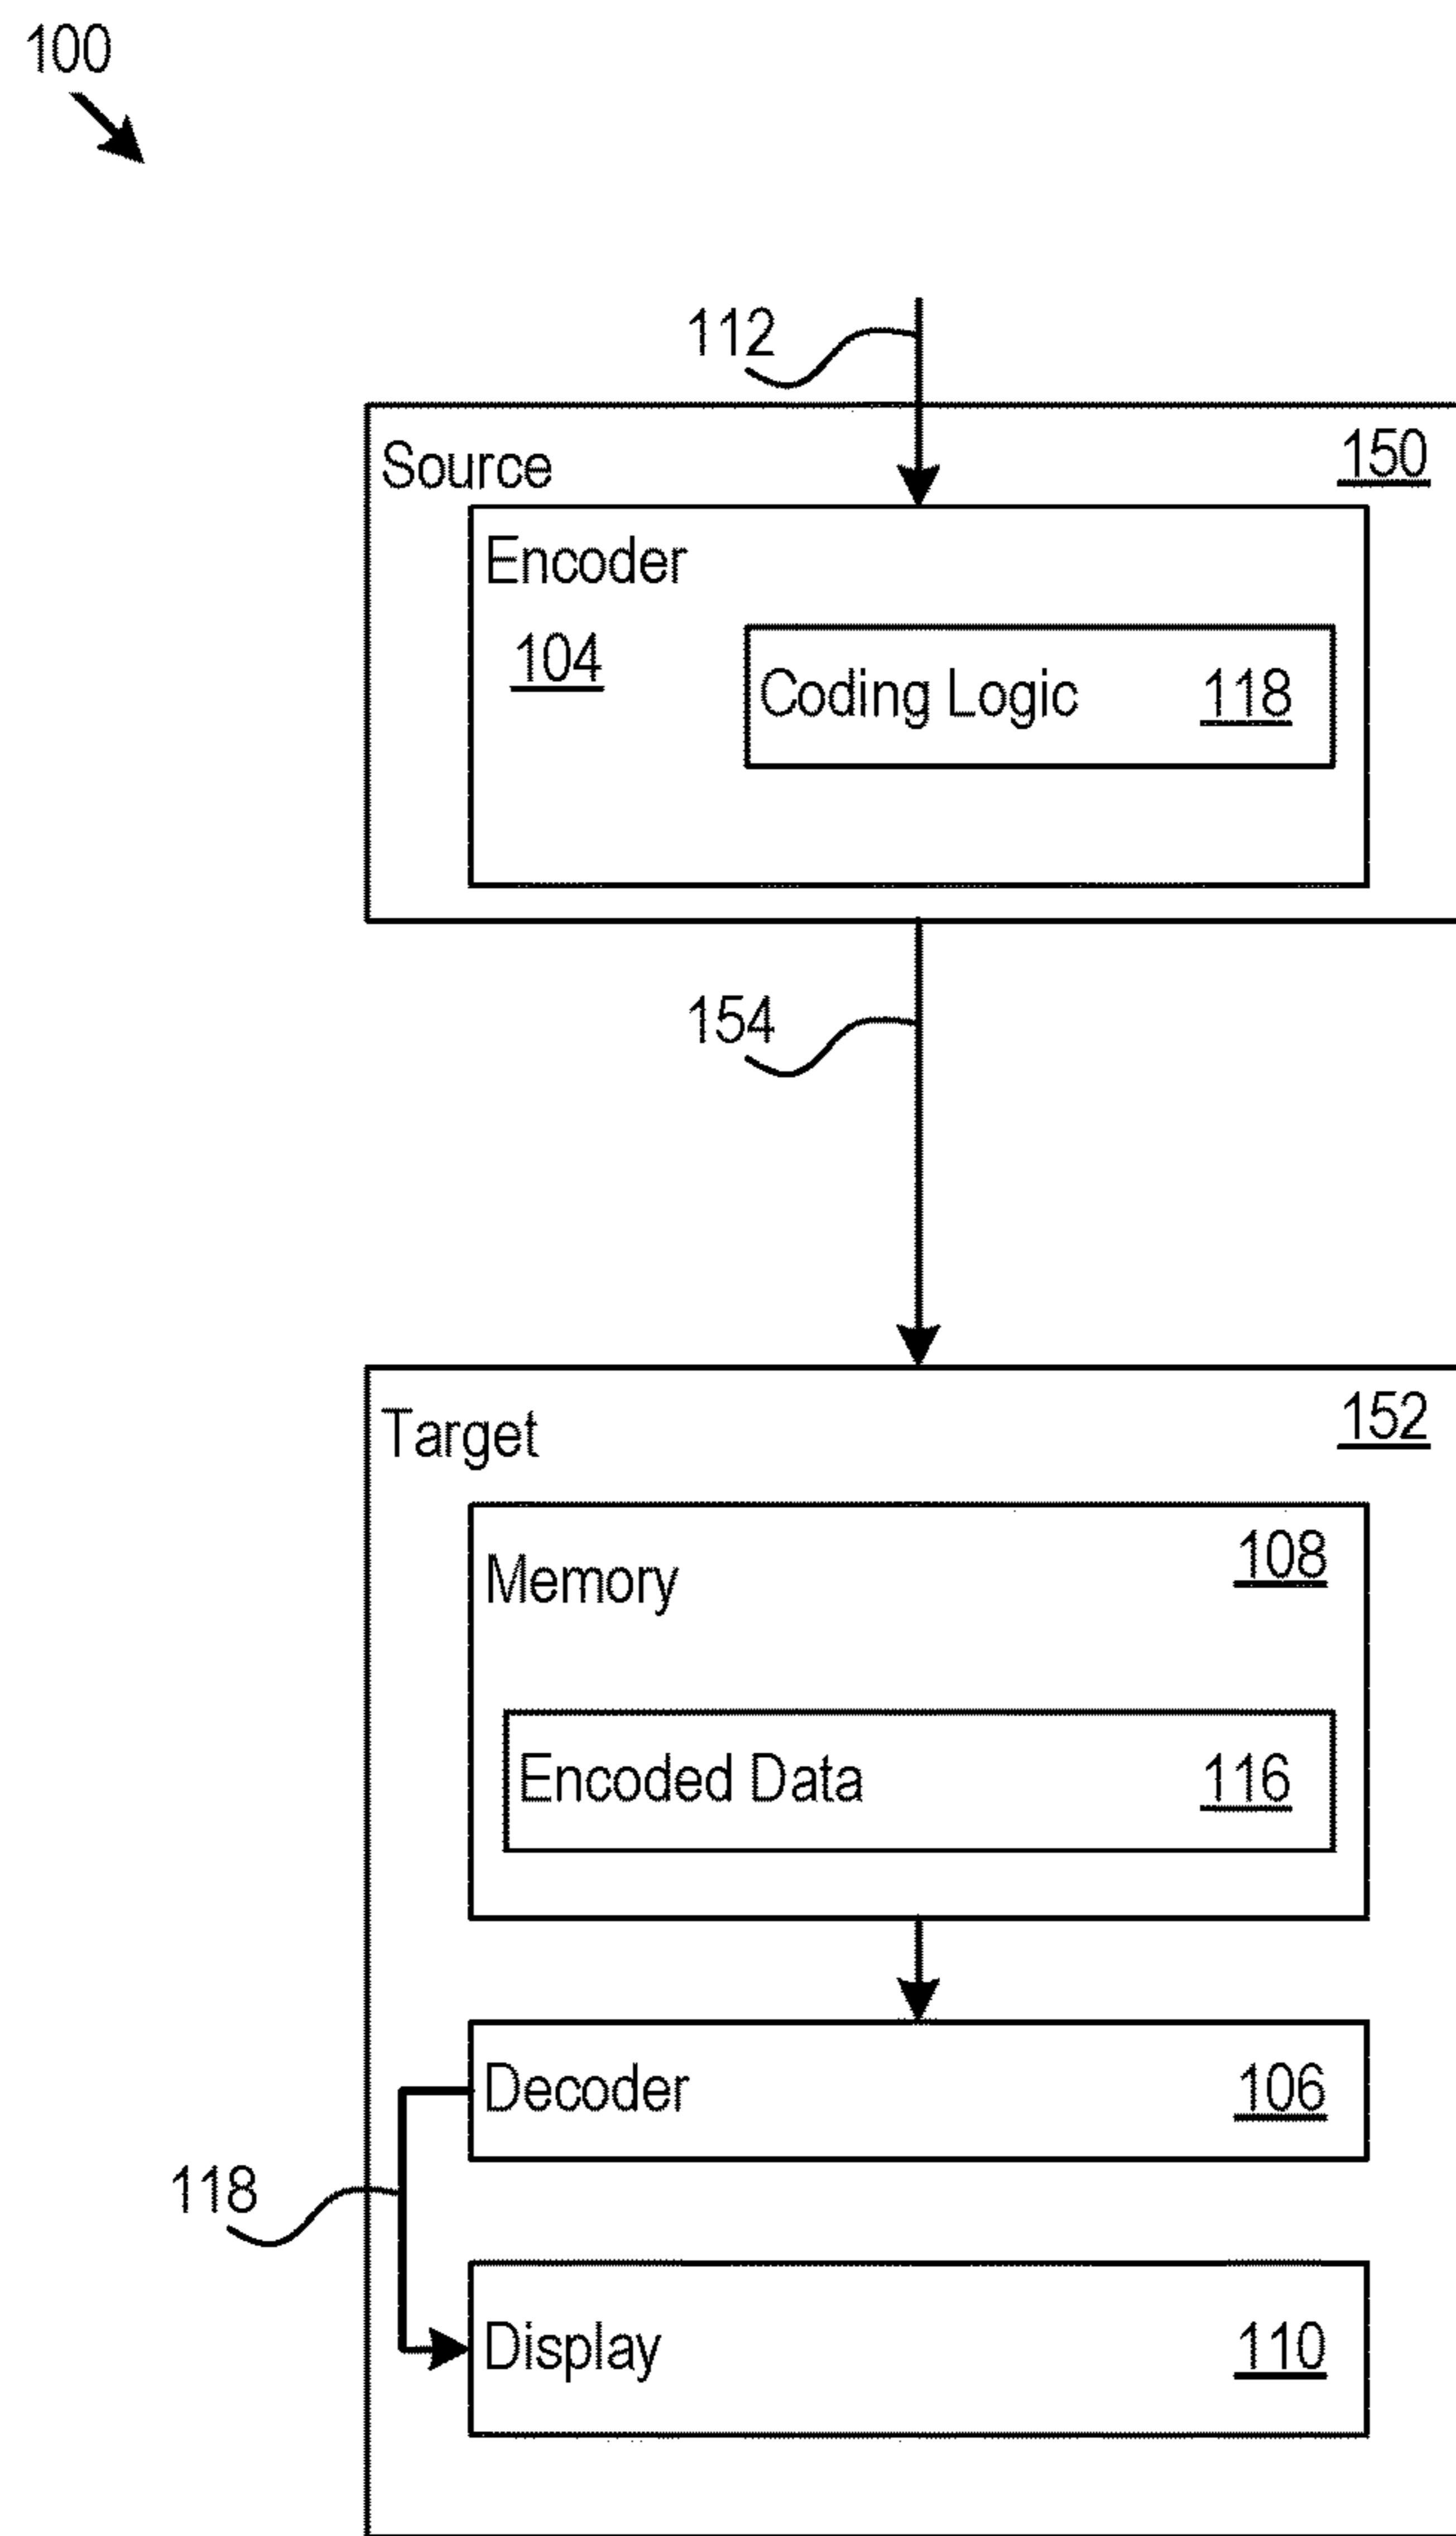 100
112
Source 150
Encoder
104
Coding Logic 118
154
Target 152
Memory 108
Encoded Data 116
Decoder 106
118
Display 110